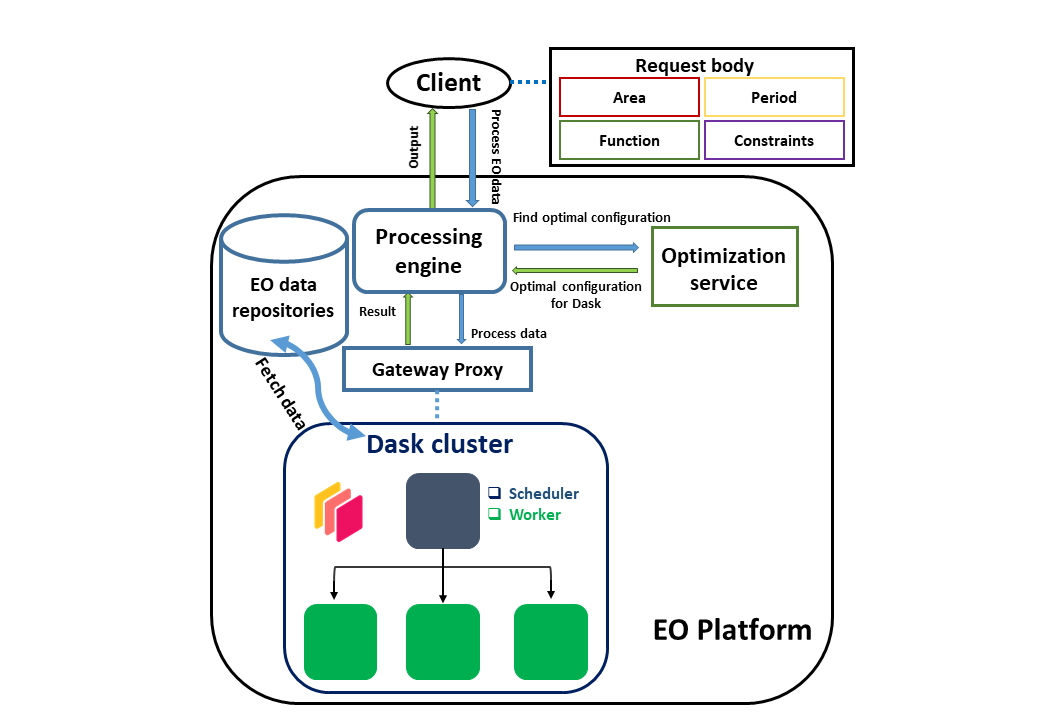 Client
Request body
Area
Period
Function
Constraints
Output
Process EO data
Processing
engine
Find optimal configuration
Optimal configuration
for Dask
Optimization
service
EO data
repositories
Result
Process data
Gateway Proxy
Fetch data
Dask cluster
Scheduler
Worker
EO Platform